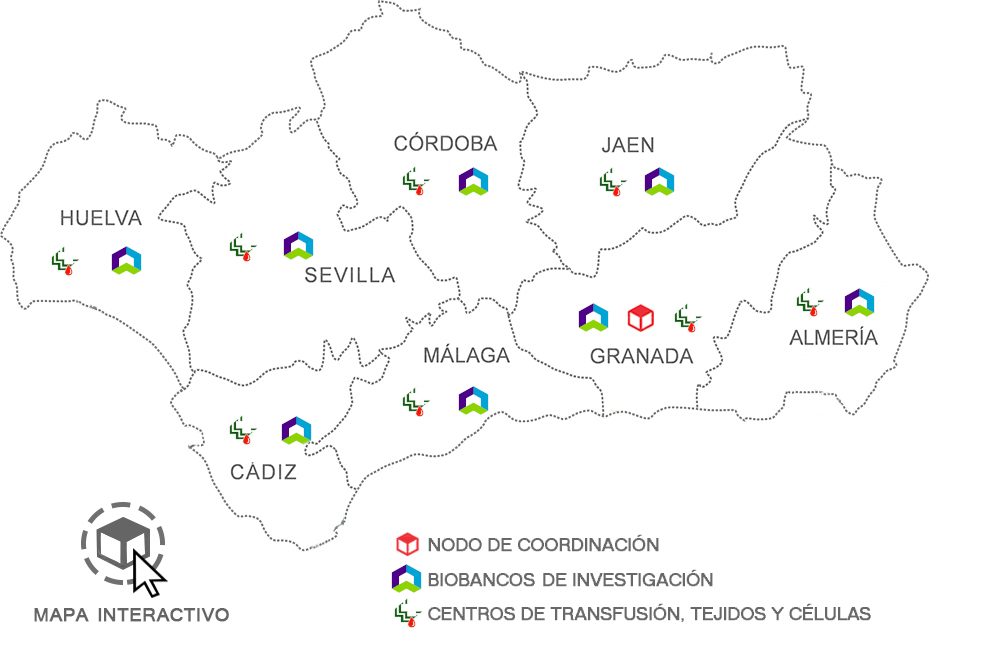 CÓRDOBA
JAEN
HUELVA
SEVILLA
ALMERÍA
MÁLAGA
GRANADA
CÁDIZ
NODO DE COORDINACIÓN
BIOBANCOS DE INVESTIGACIÓN
CENTROS DE TRANSFUSIÓN, TEJIDOS Y CÉLULAS
MAPA INTERACTIVO